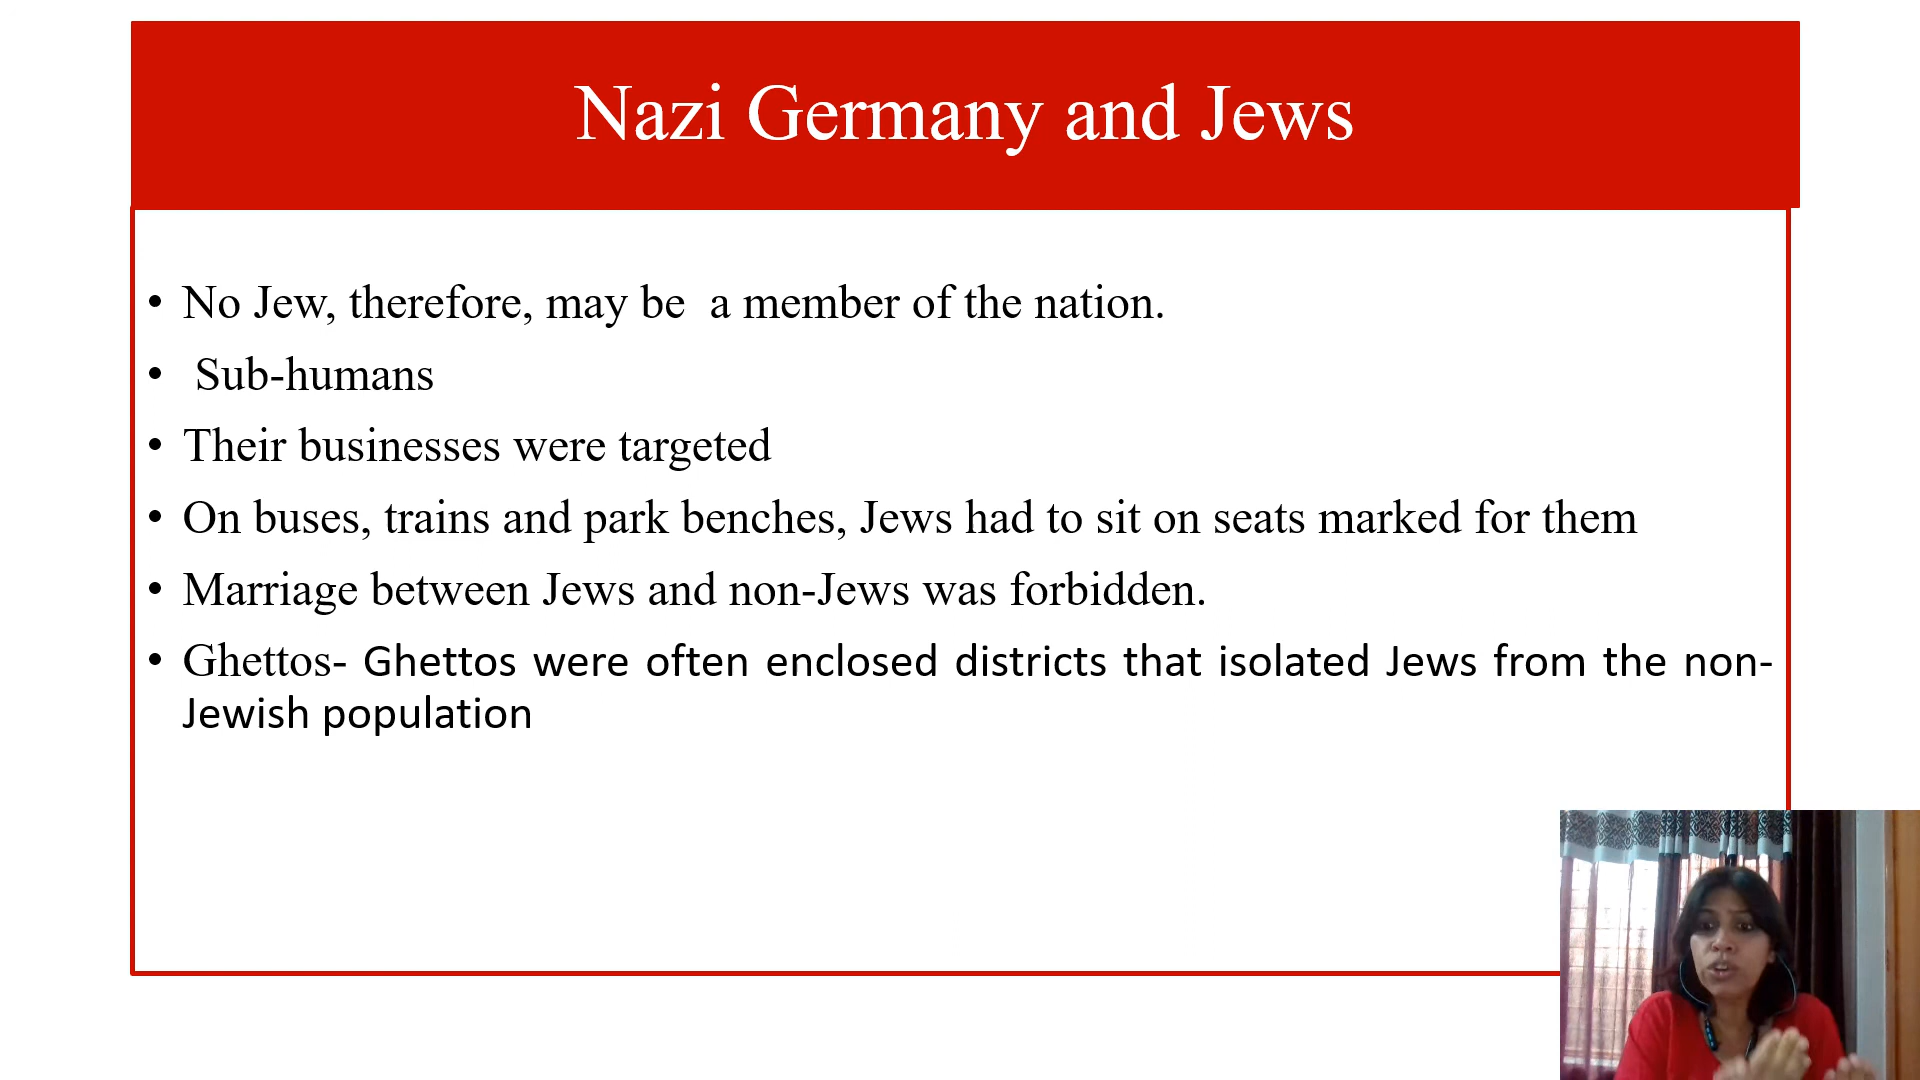 Nazi Germany and Jews
• No Jew, therefore, may be  a member of the nation.
•  Sub-humans
• Their businesses were targeted
• On buses, trains and park benches, Jews had to sit on seats marked for them
• Marriage between Jews and non-Jews was forbidden.
• Ghettos- Ghettos were often enclosed districts that isolated Jews from the non-
Jewish population